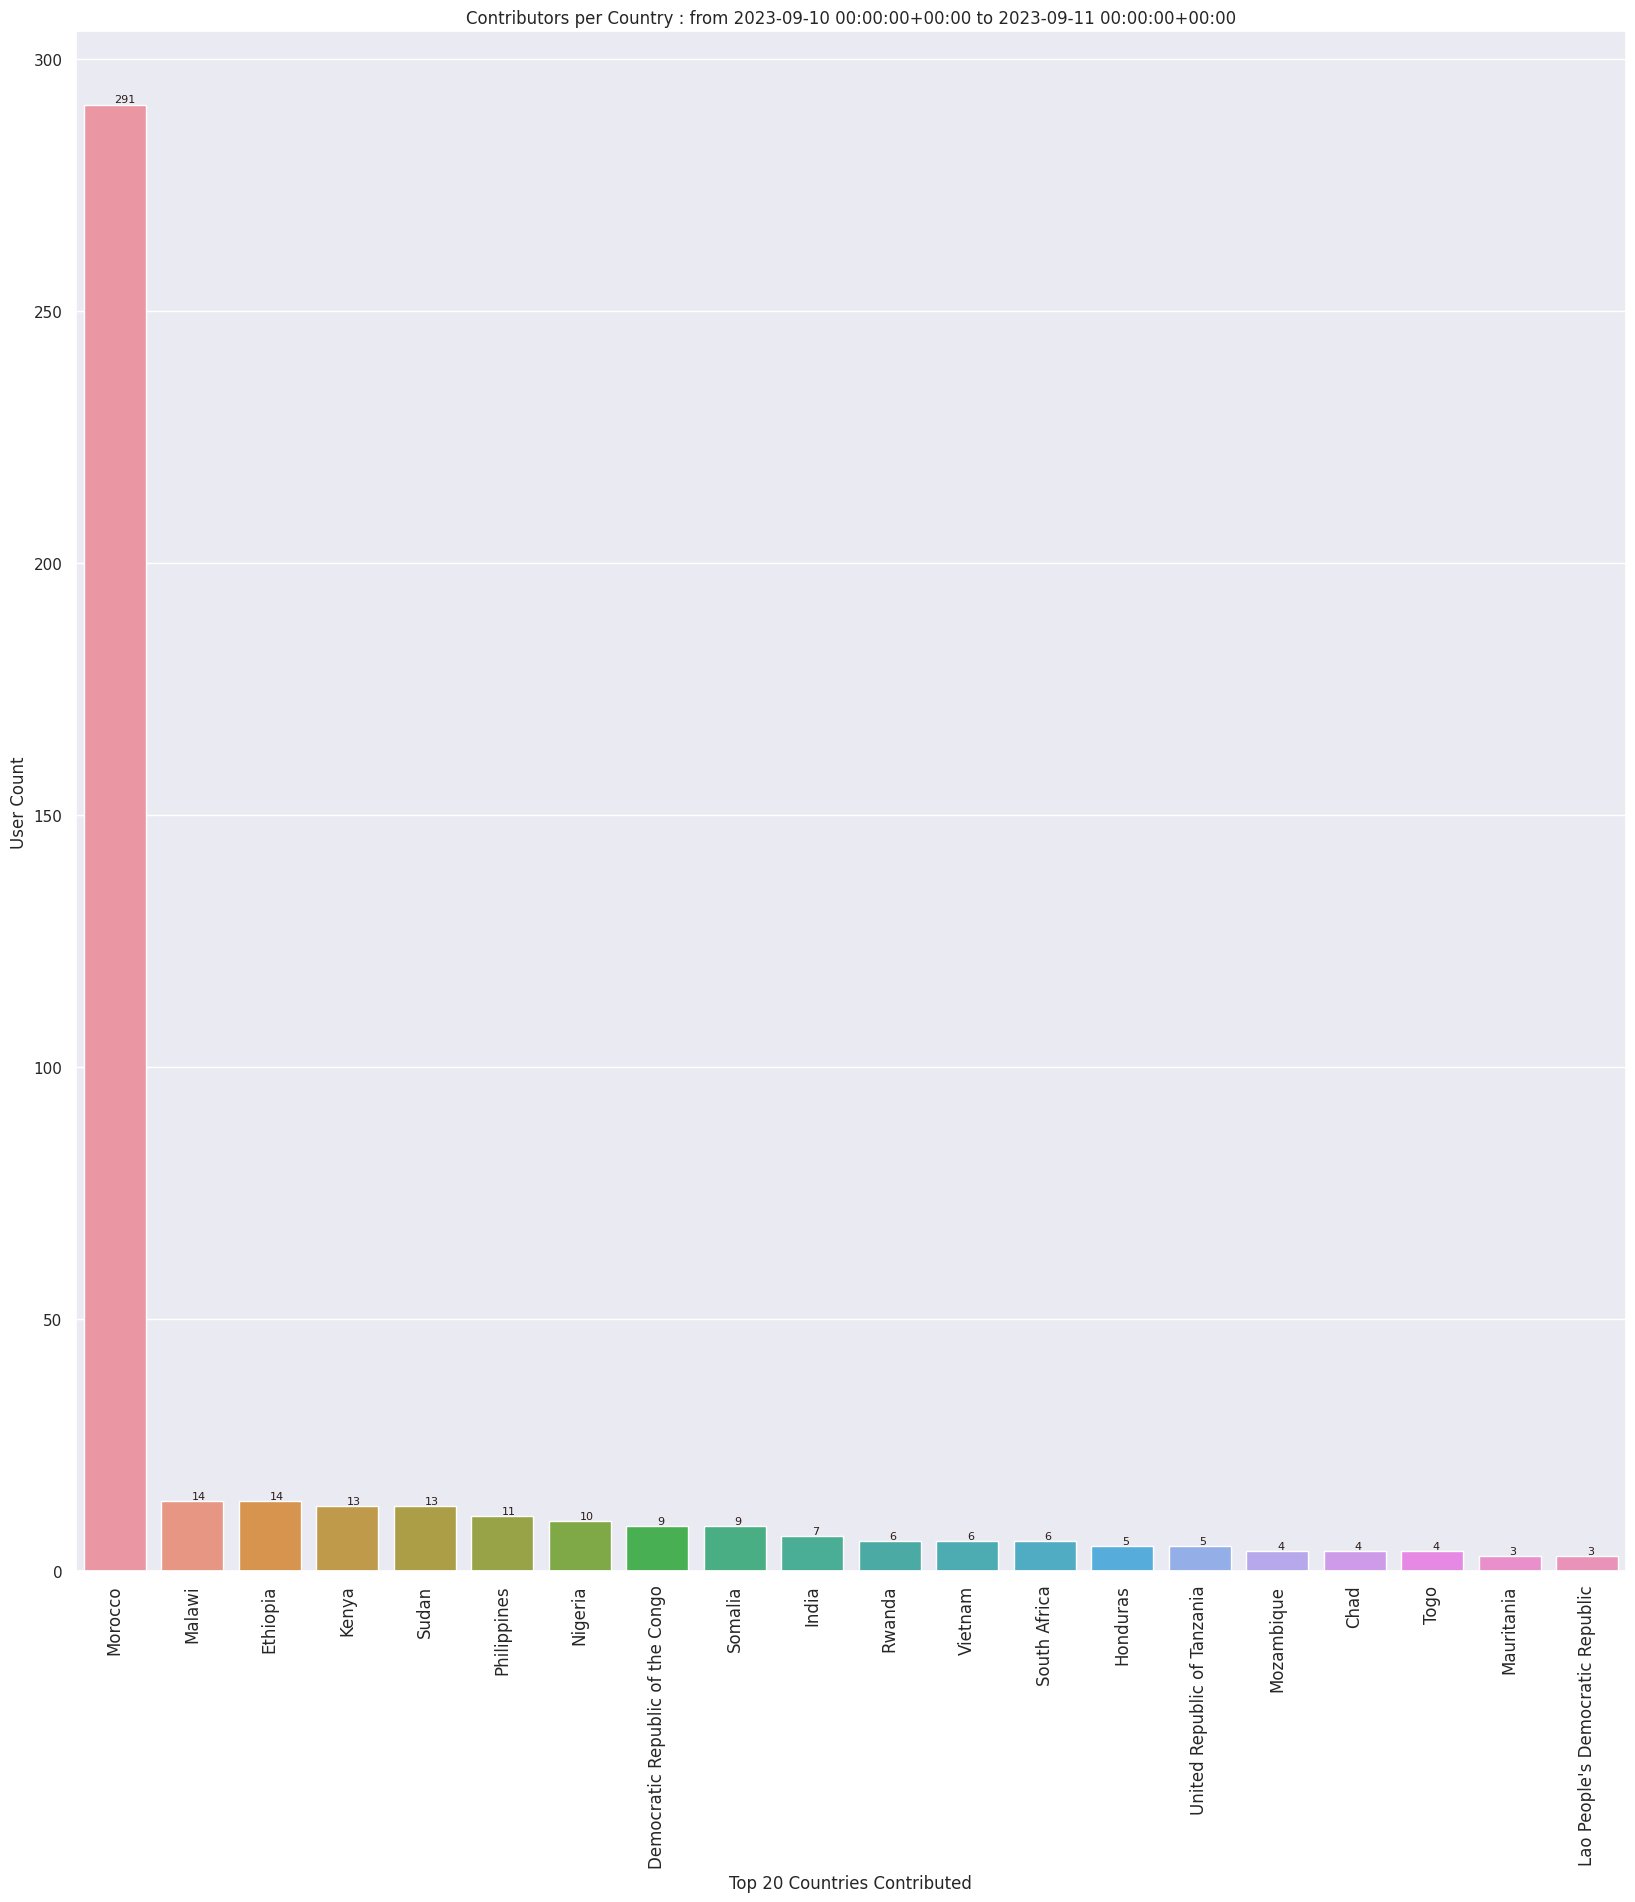 Contributors per Country : from 2023-09-10 00:00:00+00:00 to 2023-09-11 00:00:00+00:00
300
250
200
150
100
50
0
User Count
291
14
14
13
13
11
10
9
9
7
6
6
6
5
5
4
4
4
3
3
Morocco
Malawi
Ethiopia
Kenya
Sudan
Philippines
Nigeria
Democratic Republic of the Congo
Somalia
India
Rwanda
Vietnam
South Africa
Honduras
United Republic of Tanzania
Mozambique
Chad
Togo
Mauritania
Lao People's Democratic Republic
Top 20 Countries Contributed